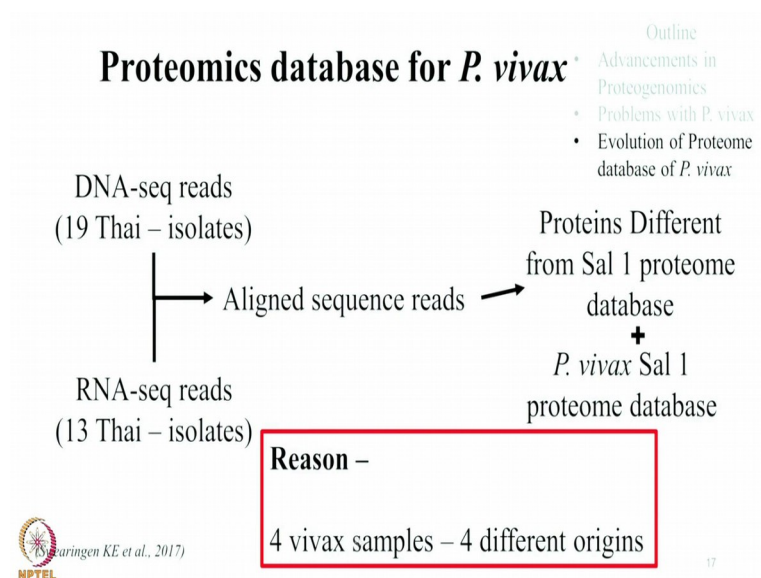 Proteomics database for P. vivax
Outline
• Advancements in
Proteogenomics
• Problems with P. vivax
• Evolution of Proteome
database of P. vivax
DNA-seq reads
(19 Thai – isolates)
Aligned sequence reads
RNA-seq reads
(13 Thai – isolates)
Proteins Different
from Sal 1 proteome
database
+
P. vivax Sal 1
proteome database
Reason –
4 vivax samples – 4 different origins
KE et al., 2017)
NPTEL
17